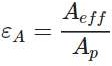 ε_A = A_eff / A_p